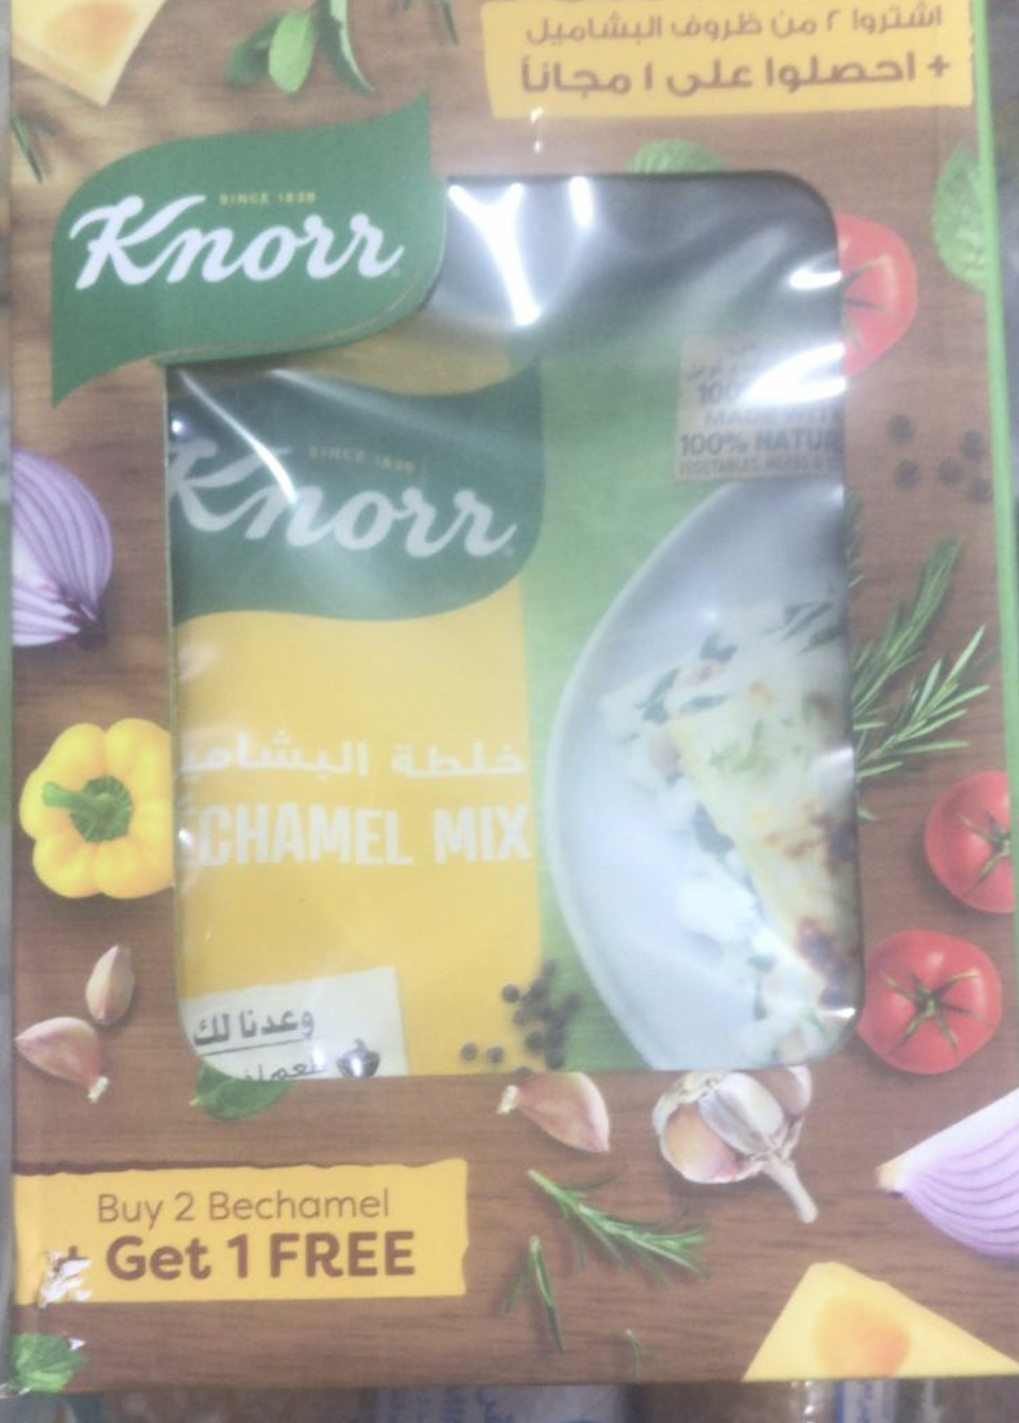 اشتروا ٢ من ظروف البشاميل
+ احصلوا على ١ مجاناً
SINCE 1838
Knorr
100% NATUR
SINCE 1838
Knorr
خلطة البشاميـ
CHAMEL MIX
وعدنا لك
Buy 2 Bechamel
+ Get 1 FREE